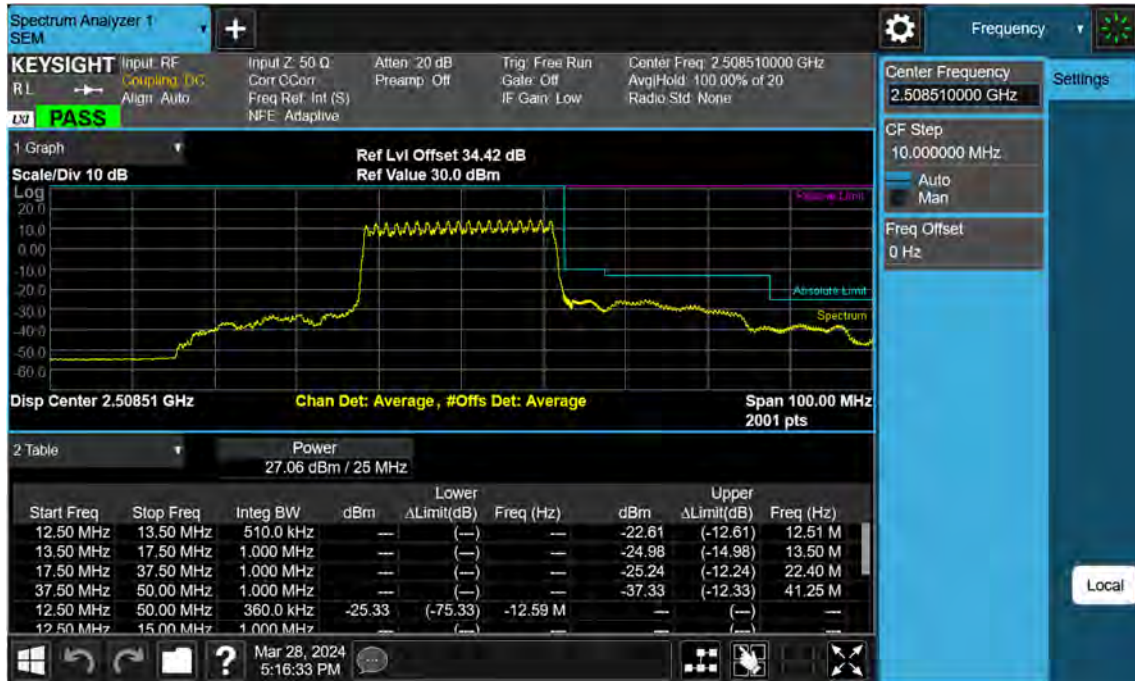 Spectrum Analyzer 1
SEM
Frequency
KEYSIGHT
RL
LXI PASS
Input: RF
Coupling: DC
Align: Auto
Input Z: 50 Ω
Corr CCorr
Freq Ref: Int (S)
NFE: Adaptive
Atten: 20 dB
Preamp: Off
Trig: Free Run
Gate: Off
IF Gain: Low
Center Freq: 2.508510000 GHz
Avg|Hold: 100.00% of 20
Radio Std: None
Center Frequency
2.508510000 GHz
Settings
CF Step
10.000000 MHz
Auto
Man
Freq Offset
0 Hz
Local
1 Graph
Scale/Div 10 dB
Ref Lvl Offset 34.42 dB
Ref Value 30.0 dBm
Log
20.0
10.0
0.00
-10.0
-20.0
-30.0
-40.0
-50.0
-60.0
Relative Limit
Absolute Limit
Spectrum
Disp Center 2.50851 GHz Chan Det: Average, #Offs Det: Average Span 100.00 MHz
2001 pts
2 Table
Power
27.06 dBm / 25 MHz
Lower Upper
Start Freq Stop Freq Integ BW dBm ΔLimit(dB) Freq (Hz) dBm ΔLimit(dB) Freq (Hz)
12.50 MHz 13.50 MHz 510.0 kHz --- (---) --- -22.61 (-12.61) 12.51 M
13.50 MHz 17.50 MHz 1.000 MHz --- (---) --- -24.98 (-14.98) 13.50 M
17.50 MHz 37.50 MHz 1.000 MHz --- (---) --- -25.24 (-12.24) 22.40 M
37.50 MHz 50.00 MHz 1.000 MHz --- (---) --- -37.33 (-12.33) 41.25 M
12.50 MHz 50.00 MHz 360.0 kHz -25.33 (-75.33) -12.59 M --- (---) ---
12.50 MHz 15.00 MHz 1.000 MHz --- (---) --- --- (---) ---
?
Mar 28, 2024
5:16:33 PM